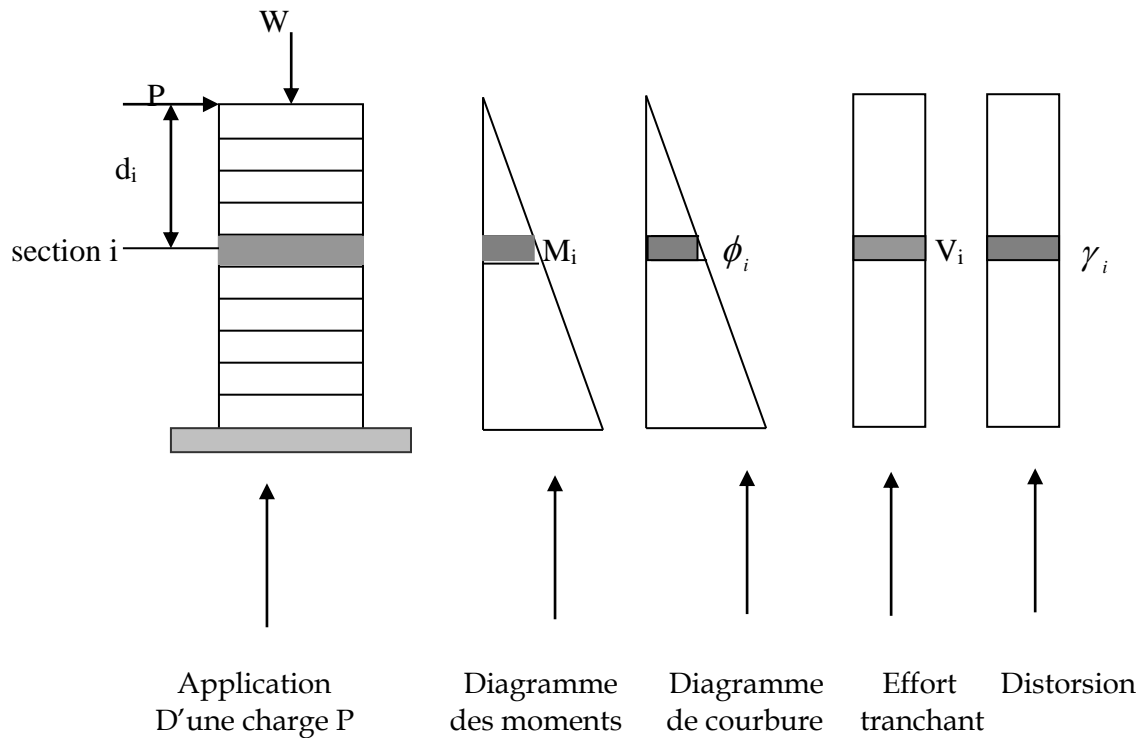 W
P
dᵢ
section i
Mᵢ
ϕᵢ
Vᵢ
γᵢ
Application
D’une charge P
Diagramme
des moments
Diagramme
de courbure
Effort
tranchant
Distorsion